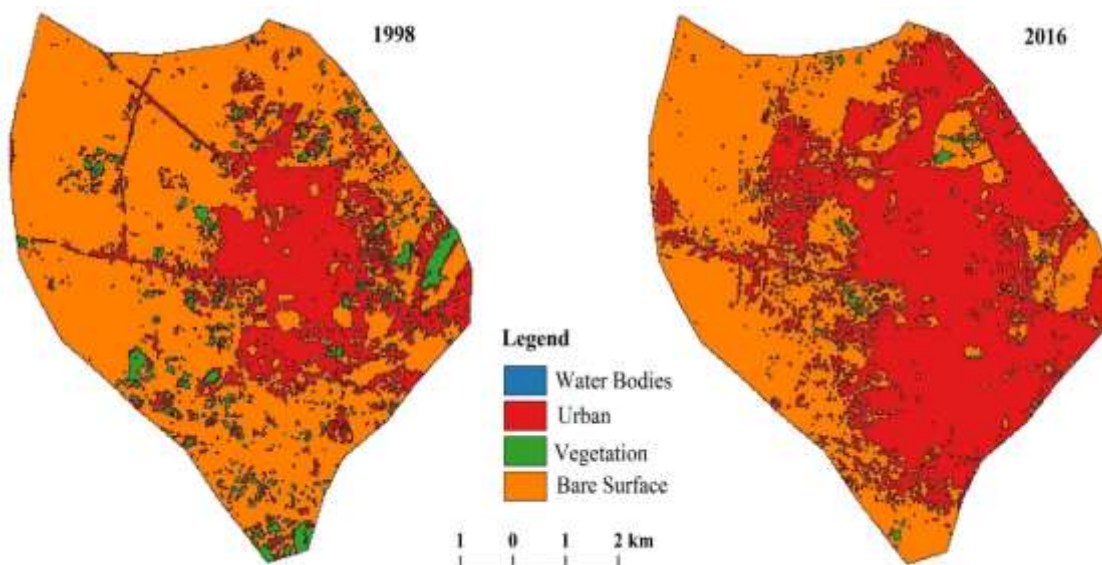 1998
2016
Legend
Water Bodies
Urban
Vegetation
Bare Surface
1 0 1 2 km